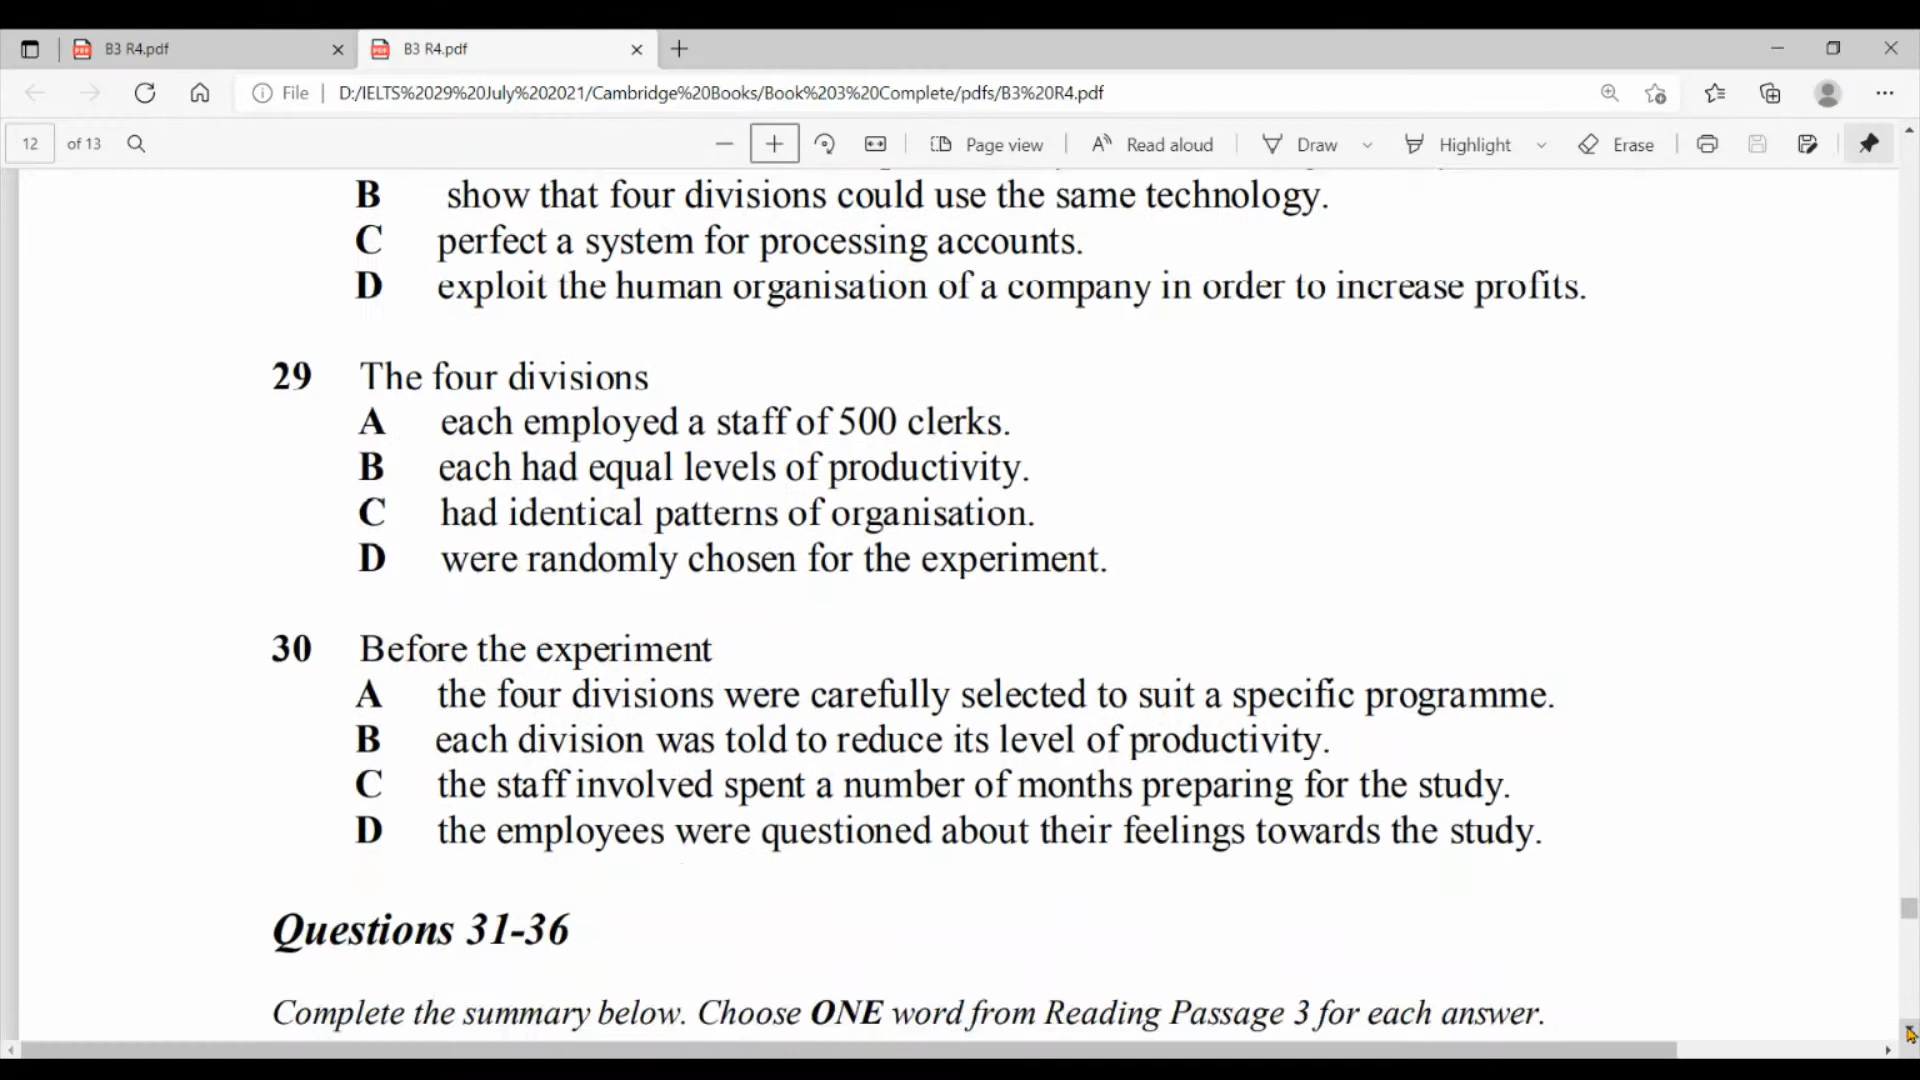 B3 R4.pdf
B3 R4.pdf
File
D:/IELTS%2029%20July%202021/Cambridge%20Books/Book%203%20Complete/pdfs/B3%20R4.pdf
12 of 13
Page view
Read aloud
Draw
Highlight
Erase
B show that four divisions could use the same technology.
C perfect a system for processing accounts.
D exploit the human organisation of a company in order to increase profits.
29 The four divisions
A each employed a staff of 500 clerks.
B each had equal levels of productivity.
C had identical patterns of organisation.
D were randomly chosen for the experiment.
30 Before the experiment
A the four divisions were carefully selected to suit a specific programme.
B each division was told to reduce its level of productivity.
C the staff involved spent a number of months preparing for the study.
D the employees were questioned about their feelings towards the study.
Questions 31-36
Complete the summary below. Choose ONE word from Reading Passage 3 for each answer.